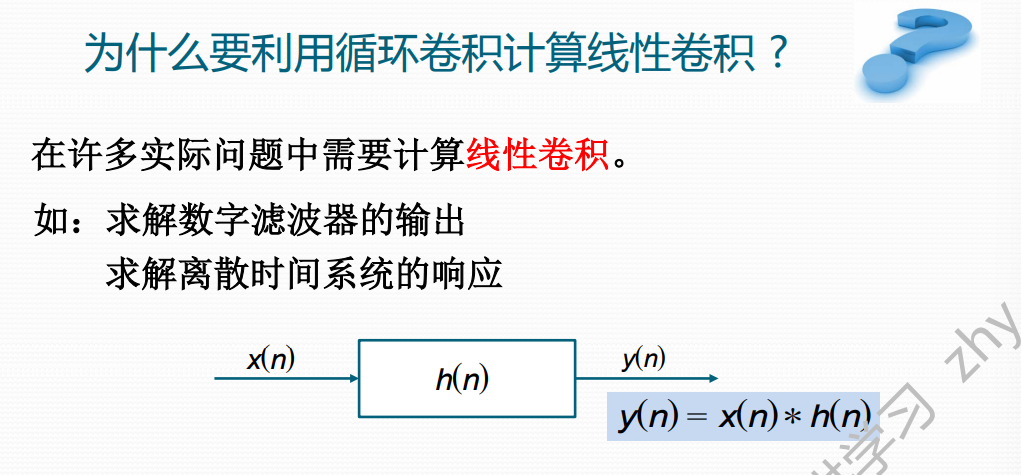 为什么要利用循环卷积计算线性卷积？
在许多实际问题中需要计算线性卷积。
如：求解数字滤波器的输出
求解离散时间系统的响应
x(n)
h(n)
y(n)
y(n) = x(n) * h(n)
学习 zhy